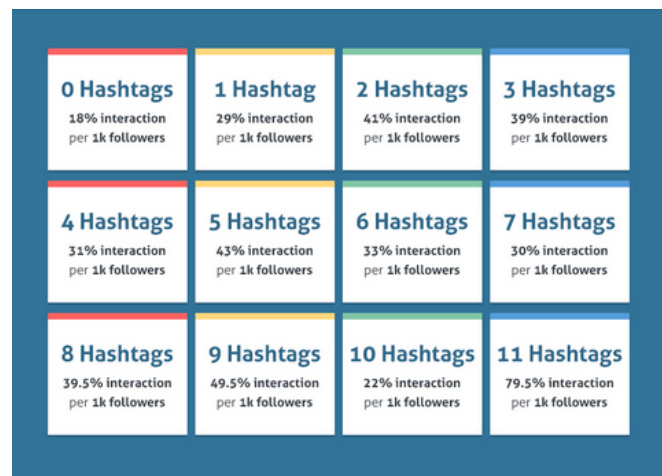 0 Hashtags
18% interaction
per 1k followers
1 Hashtag
29% interaction
per 1k followers
2 Hashtags
41% interaction
per 1k followers
3 Hashtags
39% interaction
per 1k followers
4 Hashtags
31% interaction
per 1k followers
5 Hashtags
43% interaction
per 1k followers
6 Hashtags
33% interaction
per 1k followers
7 Hashtags
30% interaction
per 1k followers
8 Hashtags
39.5% interaction
per 1k followers
9 Hashtags
49.5% interaction
per 1k followers
10 Hashtags
22% interaction
per 1k followers
11 Hashtags
79.5% interaction
per 1k followers